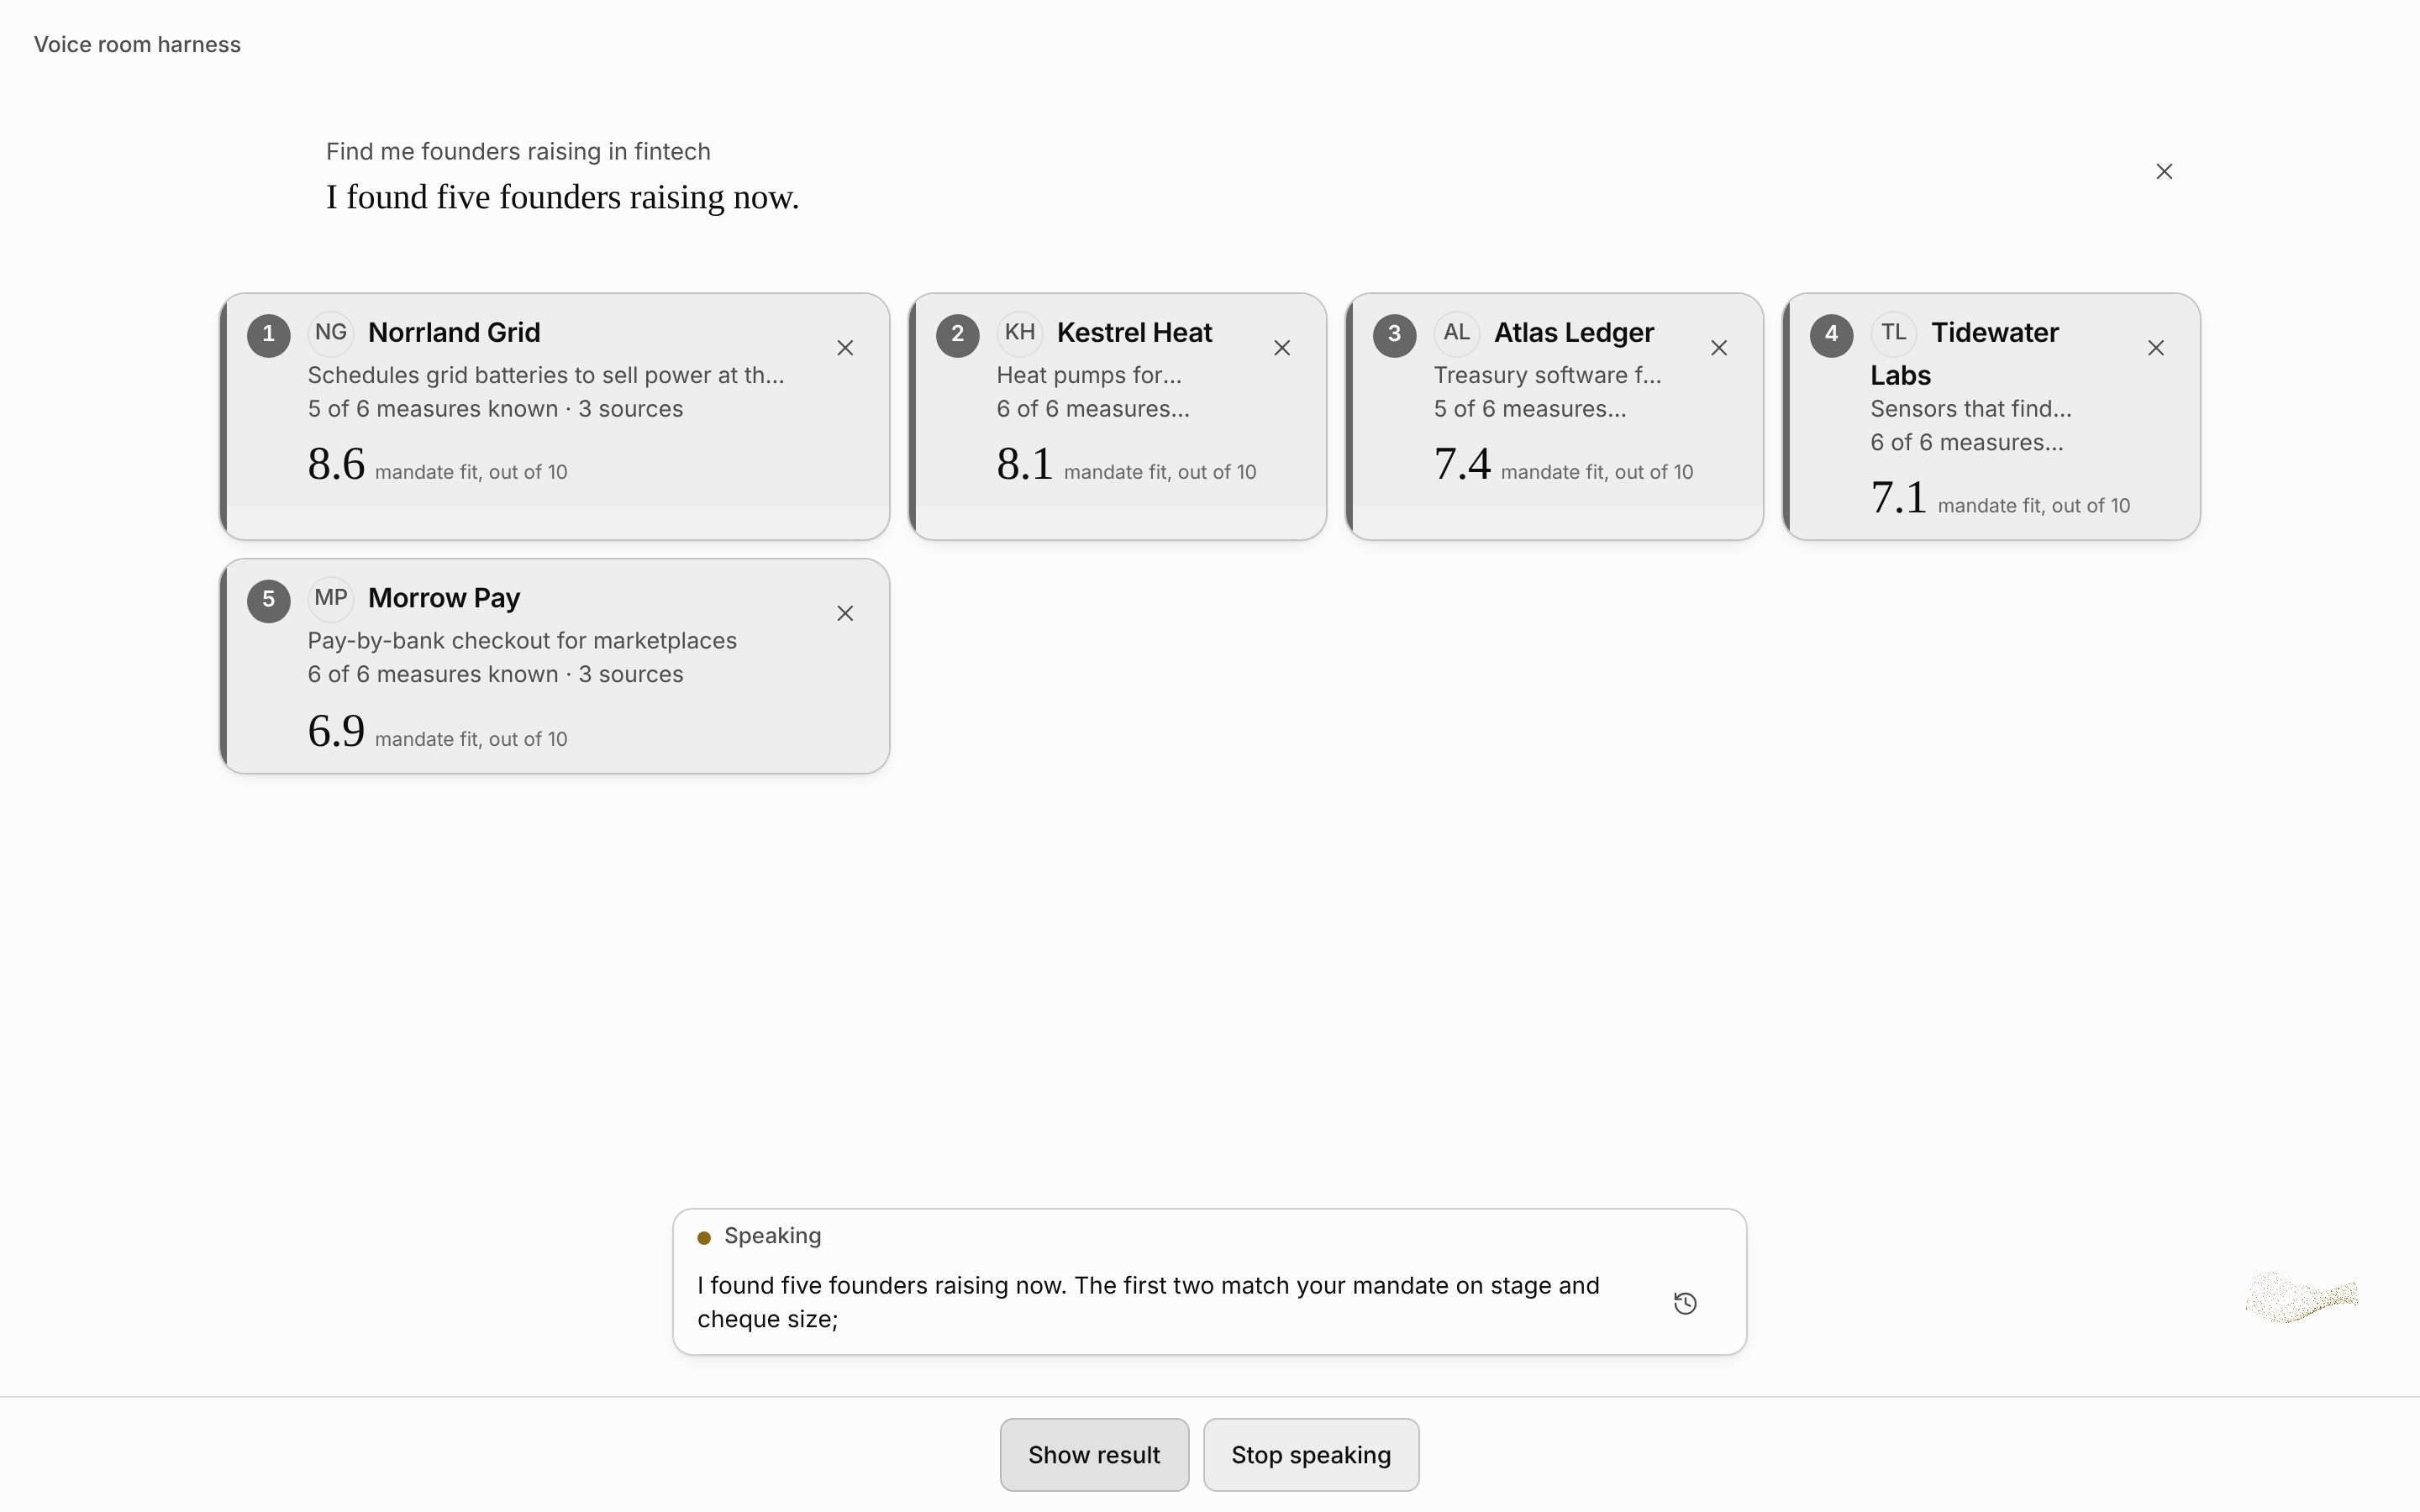 Voice room harness
Find me founders raising in fintech
I found five founders raising now.
1 NG Norrland Grid
Schedules grid batteries to sell power at th...
5 of 6 measures known · 3 sources
8.6 mandate fit, out of 10
2 KH Kestrel Heat
Heat pumps for...
6 of 6 measures...
8.1 mandate fit, out of 10
3 AL Atlas Ledger
Treasury software f...
5 of 6 measures...
7.4 mandate fit, out of 10
4 TL Tidewater
Labs
Sensors that find...
6 of 6 measures...
7.1 mandate fit, out of 10
5 MP Morrow Pay
Pay-by-bank checkout for marketplaces
6 of 6 measures known · 3 sources
6.9 mandate fit, out of 10
Speaking
I found five founders raising now. The first two match your mandate on stage and
cheque size;
Show result
Stop speaking